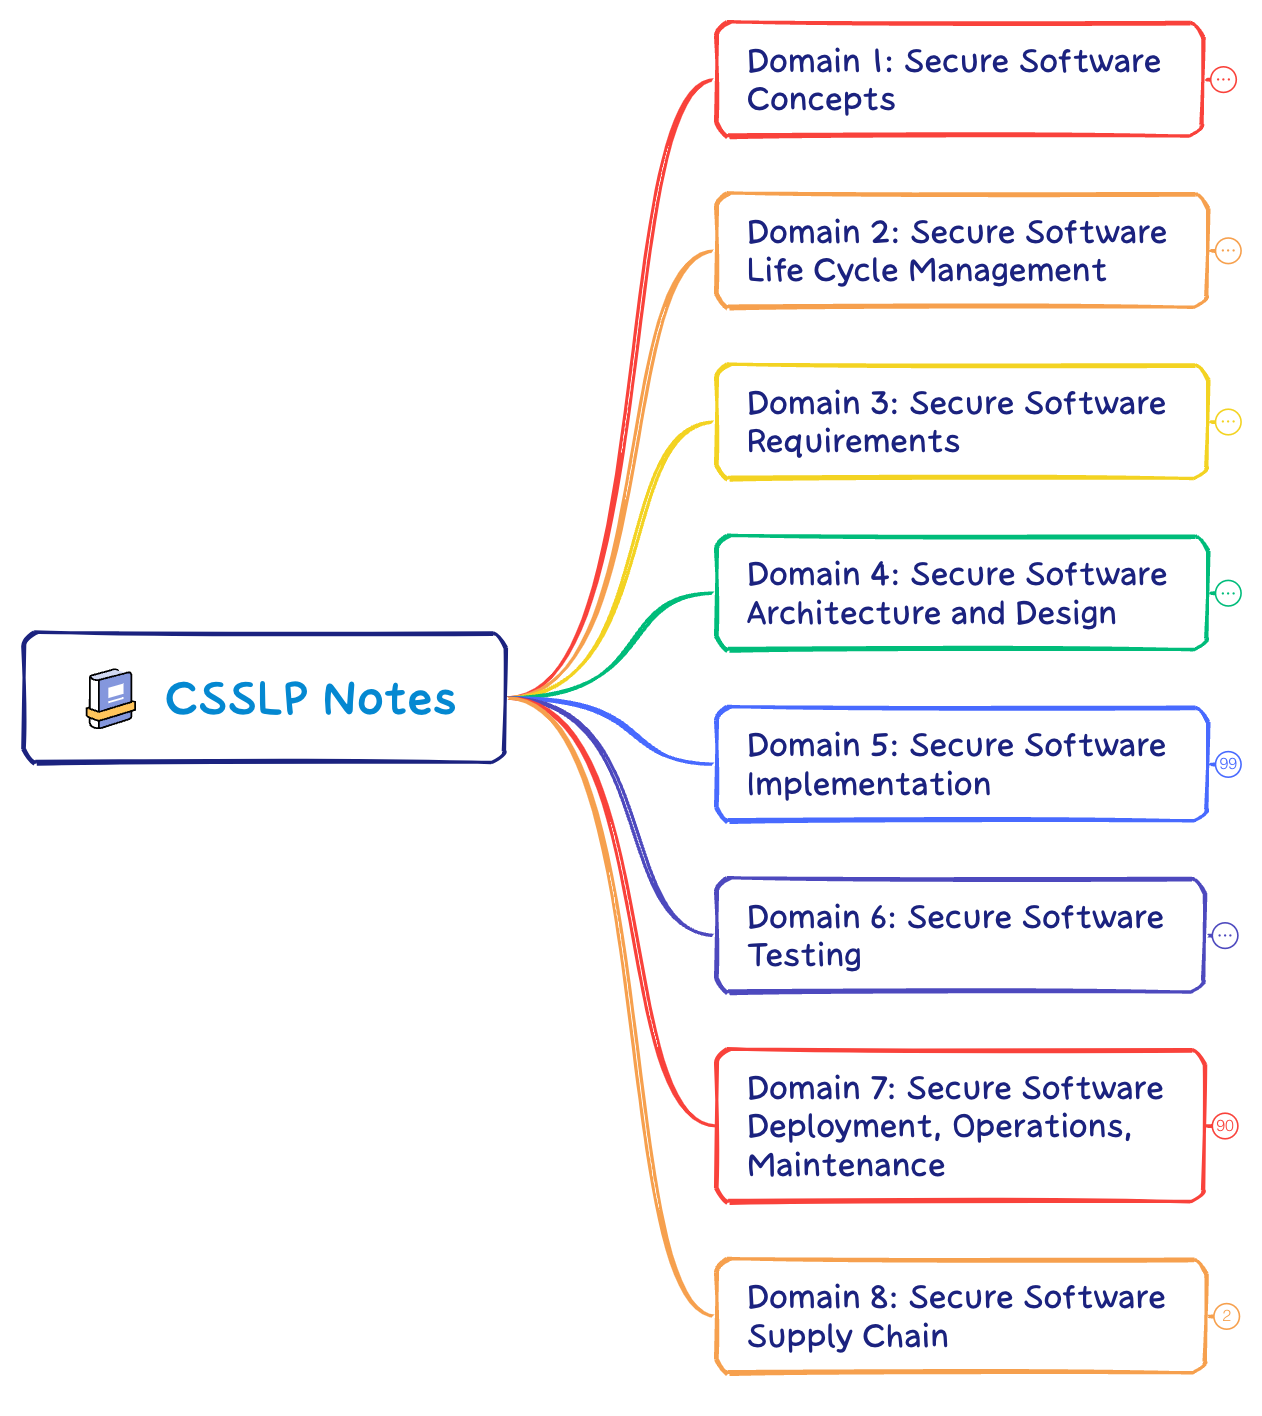 Domain 1: Secure Software
Concepts
...
Domain 2: Secure Software
Life Cycle Management
...
Domain 3: Secure Software
Requirements
...
Domain 4: Secure Software
Architecture and Design
...
CSSLP Notes
Domain 5: Secure Software
Implementation
99
Domain 6: Secure Software
Testing
...
Domain 7: Secure Software
Deployment, Operations,
Maintenance
90
Domain 8: Secure Software
Supply Chain
2